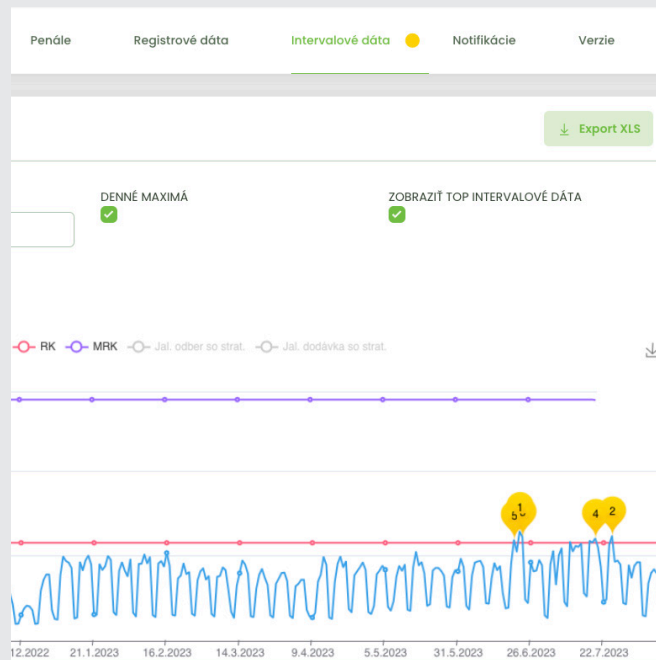 Penále Registrové dáta Intervalové dáta Notifikácie Verzie
Export XLS
DENNÉ MAXIMÁ ZOBRAZIŤ TOP INTERVALOVÉ DÁTA
RK MRK Jal. odber so strat. Jal. dodávka so strat.
1 5 4 2
12.2022 21.1.2023 16.2.2023 14.3.2023 9.4.2023 5.5.2023 31.5.2023 26.6.2023 22.7.2023